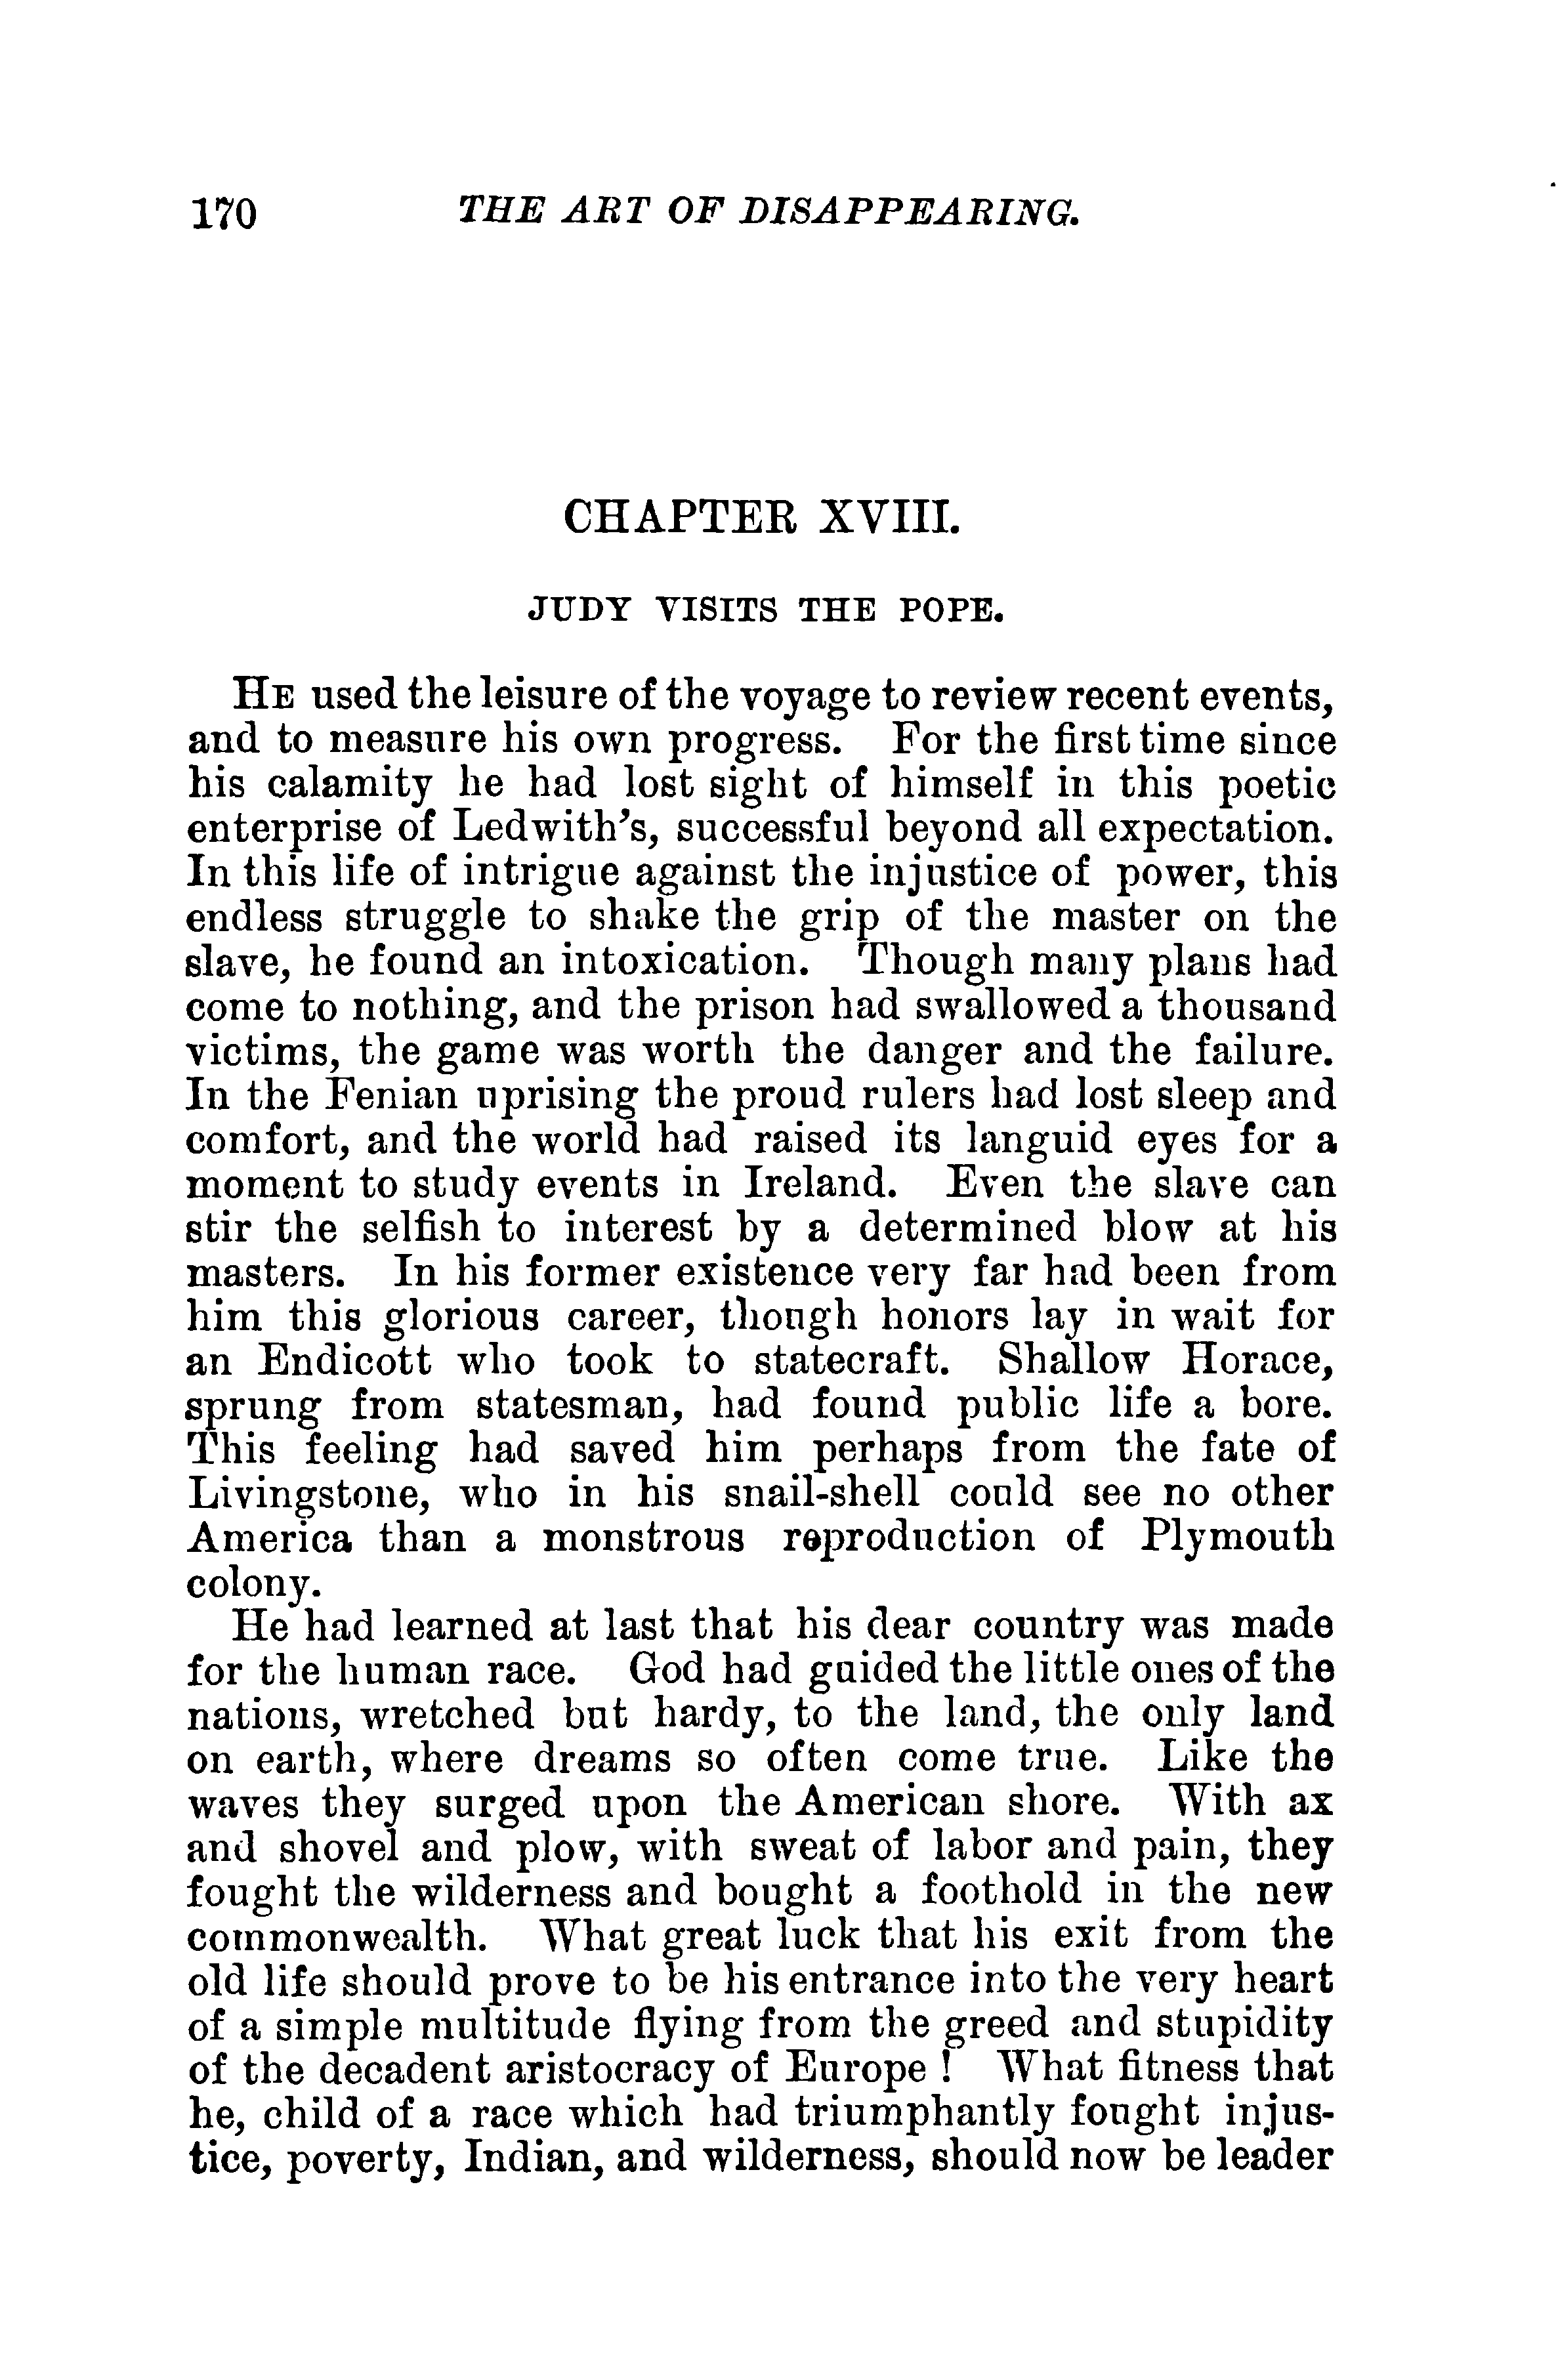 170 THE ART OF DISAPPEARING.
CHAPTER XVIII.
JUDY VISITS THE POPE.
HE used the leisure of the voyage to review recent events,
and to measure his own progress. For the first time since
his calamity he had lost sight of himself in this poetic
enterprise of Ledwith's, successful beyond all expectation.
In this life of intrigue against the injustice of power, this
endless struggle to shake the grip of the master on the
slave, he found an intoxication. Though many plans had
come to nothing, and the prison had swallowed a thousand
victims, the game was worth the danger and the failure.
In the Fenian uprising the proud rulers had lost sleep and
comfort, and the world had raised its languid eyes for a
moment to study events in Ireland. Even the slave can
stir the selfish to interest by a determined blow at his
masters. In his former existence very far had been from
him this glorious career, though honors lay in wait for
an Endicott who took to statecraft. Shallow Horace,
sprung from statesman, had found public life a bore.
This feeling had saved him perhaps from the fate of
Livingstone, who in his snail-shell could see no other
America than a monstrous reproduction of Plymouth
colony.
He had learned at last that his dear country was made
for the human race. God had guided the little ones of the
nations, wretched but hardy, to the land, the only land
on earth, where dreams so often come true. Like the
waves they surged upon the American shore. With ax
and shovel and plow, with sweat of labor and pain, they
fought the wilderness and bought a foothold in the new
commonwealth. What great luck that his exit from the
old life should prove to be his entrance into the very heart
of a simple multitude flying from the greed and stupidity
of the decadent aristocracy of Europe ! What fitness that
he, child of a race which had triumphantly fought injus-
tice, poverty, Indian, and wilderness, should now be leader